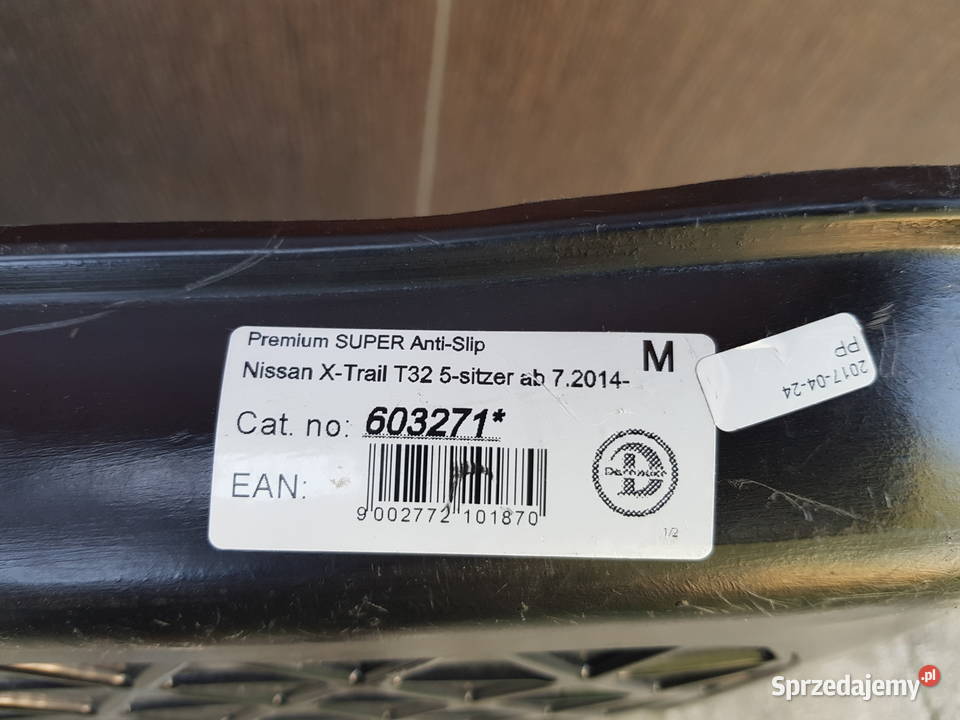 Premium SUPER Anti-Slip
M
Nissan X-Trail T32 5-sitzer ab 7.2014-
Cat. no: 603271*
EAN:
9 002772 101870
1/2
2017-04-24
PP
Sprzedajemy.pl